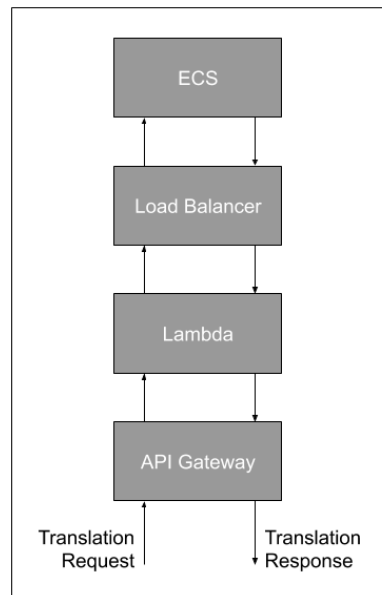 ECS
Load Balancer
Lambda
API Gateway
Translation
Request
Translation
Response